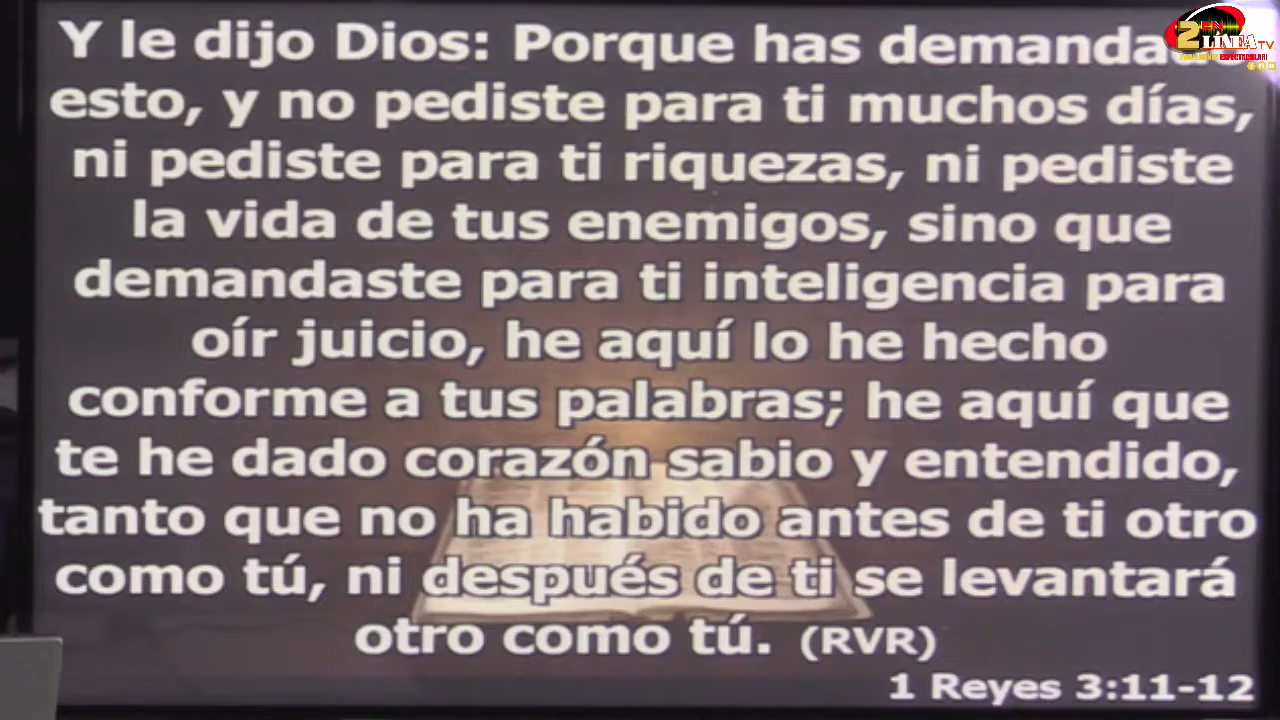 Y le dijo Dios: Porque has
esto, y no pediste para ti muchos días,
ni pediste para ti riquezas, ni pediste
la vida de tus enemigos, sino que
demandaste para ti inteligencia para
oír juicio, he aquí lo he hecho
conforme a tus palabras; he aquí que
te he dado corazón sabio y entendido,
tanto que no ha habido antes de ti otro
como tú, ni después de ti se levantará
otro como tú. (RVR)
1 Reyes 3:11-12
2 EN
LÍNEA TV